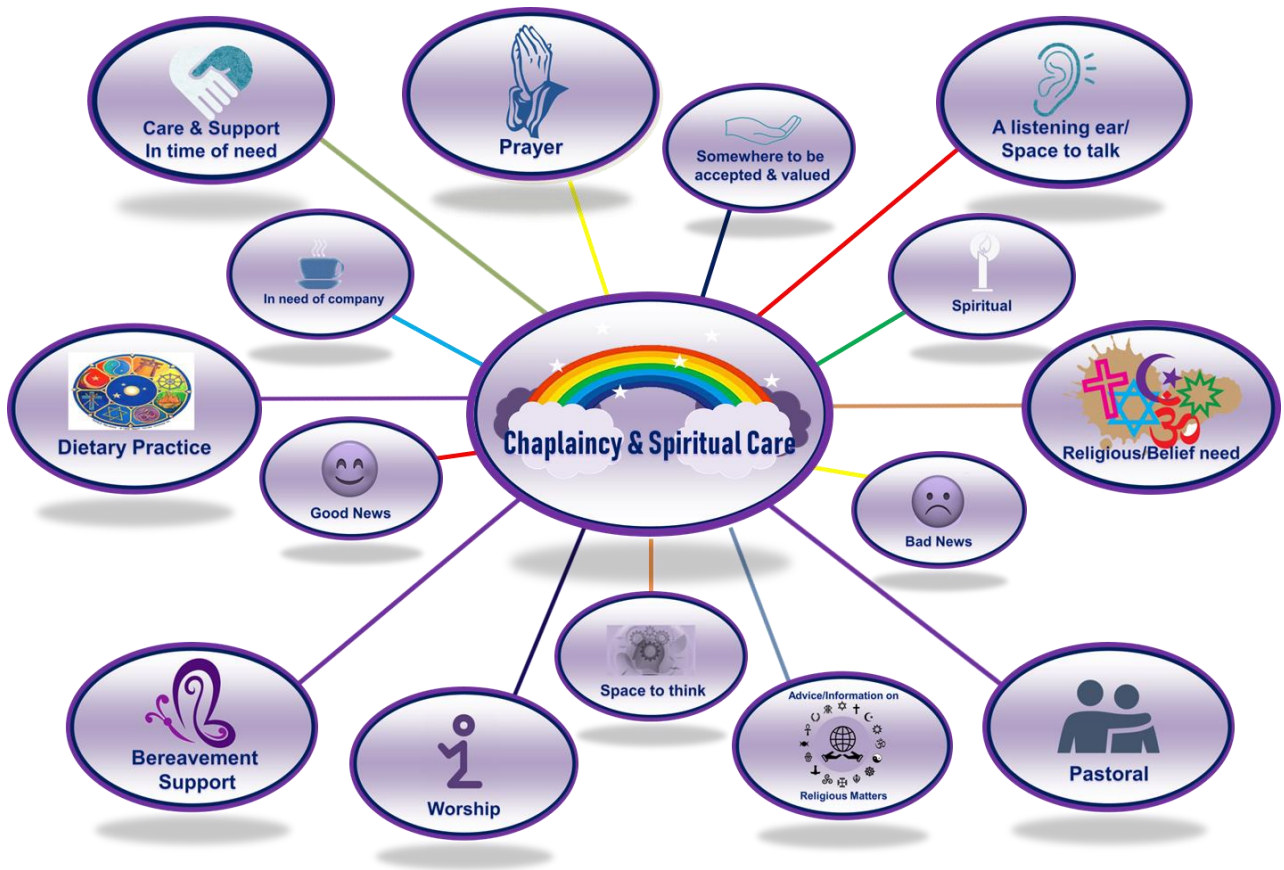 Care & Support
In time of need
Prayer
Somewhere to be
accepted & valued
A listening ear/
Space to talk
In need of company
Spiritual
Dietary Practice
Chaplaincy & Spiritual Care
Religious/Belief need
Good News
Bad News
Bereavement
Support
Worship
Space to think
Advice/Information on
Religious Matters
Pastoral